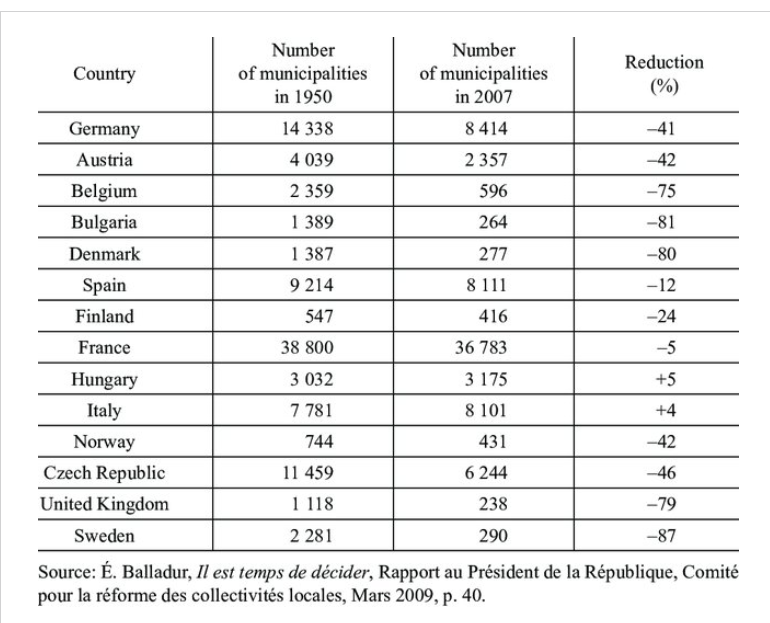 Country Number of municipalities in 1950 Number of municipalities in 2007 Reduction (%)
Germany 14 338 8 414 –41
Austria 4 039 2 357 –42
Belgium 2 359 596 –75
Bulgaria 1 389 264 –81
Denmark 1 387 277 –80
Spain 9 214 8 111 –12
Finland 547 416 –24
France 38 800 36 783 –5
Hungary 3 032 3 175 +5
Italy 7 781 8 101 +4
Norway 744 431 –42
Czech Republic 11 459 6 244 –46
United Kingdom 1 118 238 –79
Sweden 2 281 290 –87
Source: É. Balladur, Il est temps de décider, Rapport au Président de la République, Comité
pour la réforme des collectivités locales, Mars 2009, p. 40.